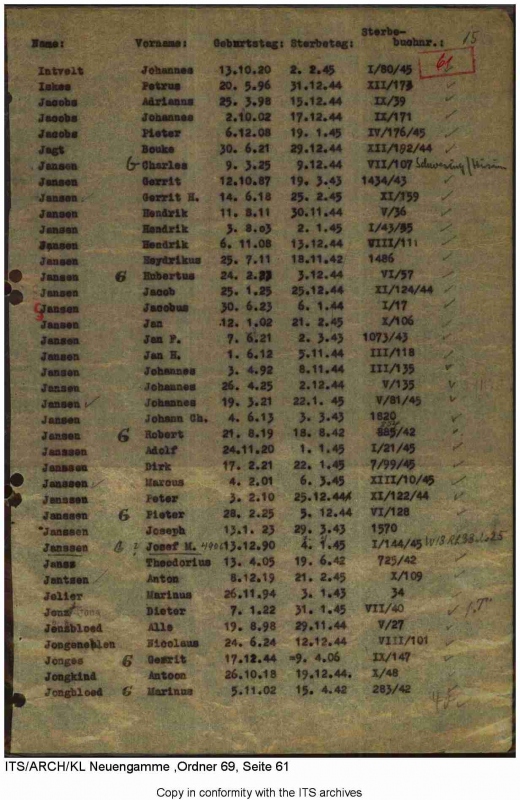 Sterbe-
Name: Vorname: Geburtstag: Sterbetag: buchnr.: 15
61
Intvelt Johannes 13.10.20 2. 2.45 I/80/45
Iskes Petrus 20. 5.96 31.12.44 XII/173
Jacobs Adrianus 25. 3.98 15.12.44 IX/39
Jacobs Johannes 2.10.02 17.12.44 IX/171
Jacobs Pieter 6.12.08 19. 1.45 IV/176/45
Jagt Bouke 30. 6.21 29.12.44 XII/192/44
Jansen G Charles 9. 3.25 9.12.44 VII/107
Jansen Gerrit 12.10.87 19. 3.43 1434/43
Jansen Gerrit H. 14. 6.18 25. 2.45 XI/159
Jansen Hendrik 11. 8.11 30.11.44 V/36
Jansen Hendrik 3. 8.03 2. 1.45 I/43/
Jansen Hendrik 6. 11.08 13.12.44 VIII/111
Jansen Heydrikus 25. 7.11 18.11.42 1486
Jansen G Hubertus 24. 2. 3.12.44 VI/57
Jansen Jacob 25. 1.25 25.12.44 XI/124/44
Jansen Jacobus 30. 6.23 6. 1.44 I/17
Jansen Jan 12. 1.02 21. 2.45 X/106
Jansen Jan F. 7. 6.21 2. 3.43 1073/43
Jansen Jan H. 1. 6.12 5.11.44 III/118
Jansen Johannes 3. 4.92 8.11.44 III/135
Jansen Johannes 26. 4.25 2.12.44 V/135
Jansen Johannes 19. 3.21 22.1. 45 V/81/45
Jansen Johann Ch. 4. 6.13 3. 3.43 1820
Jansen G Robert 21. 8.19 18. 8.42 /42
Janssen Adolf 24.11.20 1. 1.45 I/21/45
Janssen Dirk 17. 2.21 22. 1.45 7/99/45
Janssen Marcus 4. 2.01 6. 3.45 XIII/10/45
Janssen Peter 3. 2.10 25.12.44 XI/122/44
Janssen G Pieter 28. 2.25 5. 12.44 VI/128
Janssen Joseph 13.1. 23 29. 3.43 1570
Janssen Josef M. 13.12.90 4. 1.45 I/144/45
Janss Theodorius 13. 4.05 19. 6.42 725/42
Jentsen Anton 8.12.19 21. 2.45 X/109
Jolier Marinus 26.11.94 3. 1.43 34
Dieter 7. 1.22 31. 1.45 VII/40
Jonsbloed Alle 19. 8.98 29.11.44 V/27
Jongeneblen Nicolaus 24. 6.24 12.12.44 VIII/101
Jonges G Gesrit 17.12.44 =9. 4.06 IX/147
Jongkind Antoon 26.10.18 19.12.44. X/48
Jongbloed G Marinus 5.11.02 15. 4.42 283/42
ITS/ARCH/KL Neuengamme ,Ordner 69, Seite 61
Copy in conformity with the ITS archives